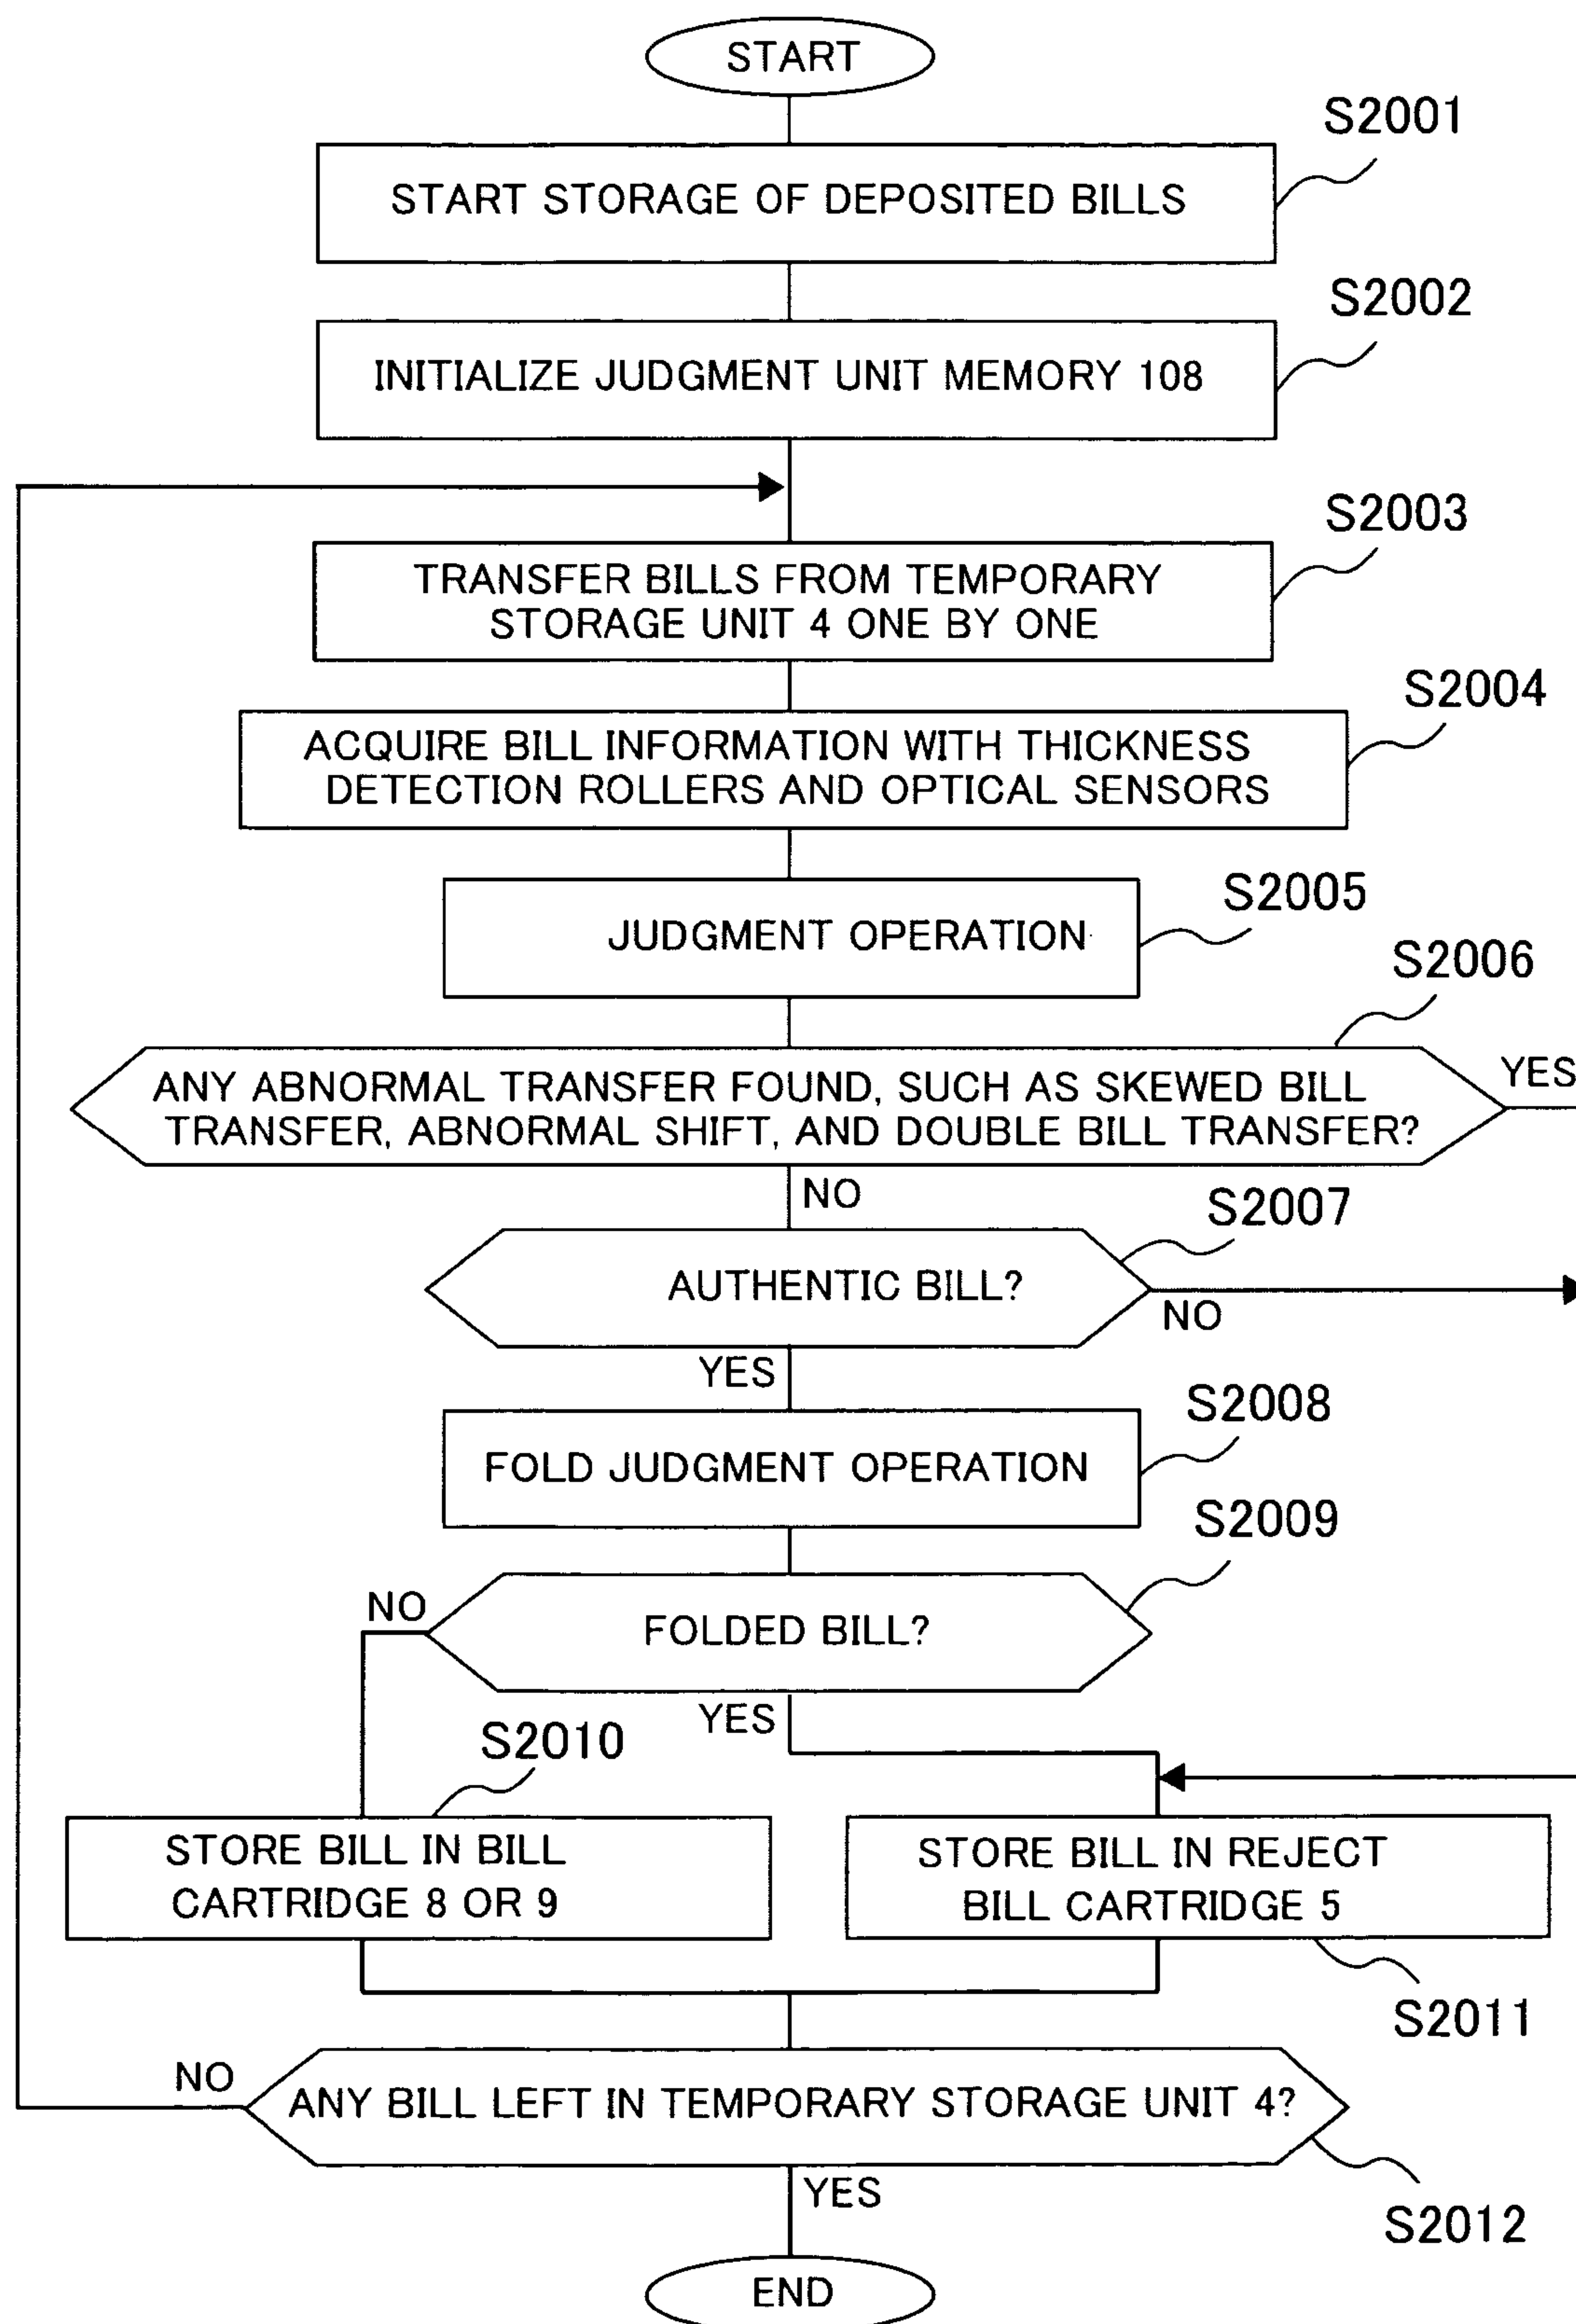 START
S2001
START STORAGE OF DEPOSITED BILLS
S2002
INITIALIZE JUDGMENT UNIT MEMORY 108
S2003
TRANSFER BILLS FROM TEMPORARY
STORAGE UNIT 4 ONE BY ONE
S2004
ACQUIRE BILL INFORMATION WITH THICKNESS
DETECTION ROLLERS AND OPTICAL SENSORS
S2005
JUDGMENT OPERATION
S2006
YES
ANY ABNORMAL TRANSFER FOUND, SUCH AS SKEWED BILL
TRANSFER, ABNORMAL SHIFT, AND DOUBLE BILL TRANSFER?
NO
S2007
AUTHENTIC BILL?
NO
YES
S2008
FOLD JUDGMENT OPERATION
S2009
NO
FOLDED BILL?
YES
S2010
STORE BILL IN BILL
CARTRIDGE 8 OR 9
STORE BILL IN REJECT
BILL CARTRIDGE 5
S2011
NO
ANY BILL LEFT IN TEMPORARY STORAGE UNIT 4?
YES
S2012
END